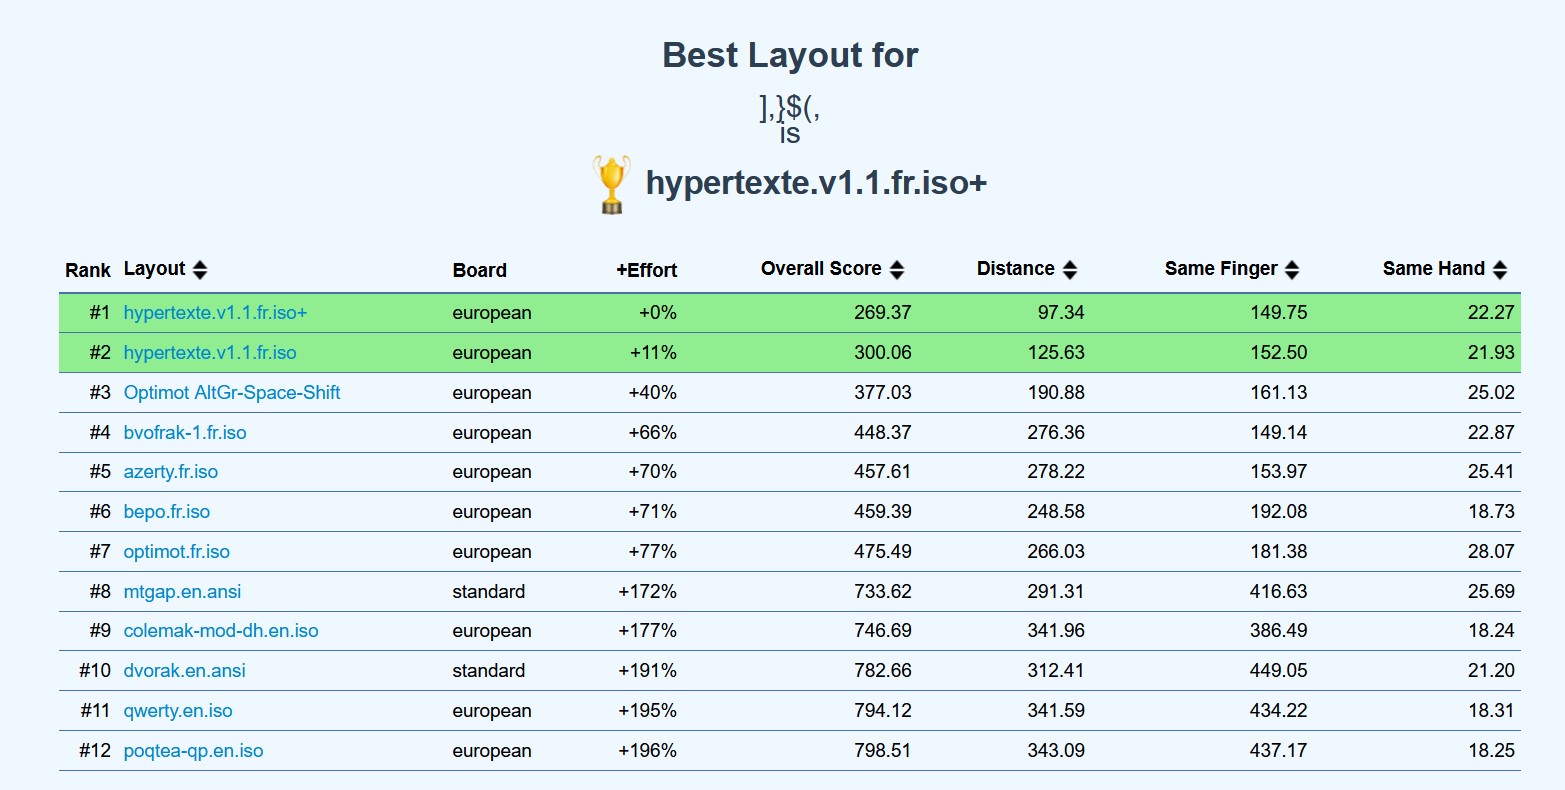 Best Layout for
],}$(,
is
hypertexte.v1.1.fr.iso+
Rank Layout Board +Effort Overall Score Distance Same Finger Same Hand
#1 hypertexte.v1.1.fr.iso+ european +0% 269.37 97.34 149.75 22.27
#2 hypertexte.v1.1.fr.iso european +11% 300.06 125.63 152.50 21.93
#3 Optimot AltGr-Space-Shift european +40% 377.03 190.88 161.13 25.02
#4 bvofrak-1.fr.iso european +66% 448.37 276.36 149.14 22.87
#5 azerty.fr.iso european +70% 457.61 278.22 153.97 25.41
#6 bepo.fr.iso european +71% 459.39 248.58 192.08 18.73
#7 optimot.fr.iso european +77% 475.49 266.03 181.38 28.07
#8 mtgap.en.ansi standard +172% 733.62 291.31 416.63 25.69
#9 colemak-mod-dh.en.iso european +177% 746.69 341.96 386.49 18.24
#10 dvorak.en.ansi standard +191% 782.66 312.41 449.05 21.20
#11 qwerty.en.iso european +195% 794.12 341.59 434.22 18.31
#12 poqtea-qp.en.iso european +196% 798.51 343.09 437.17 18.25